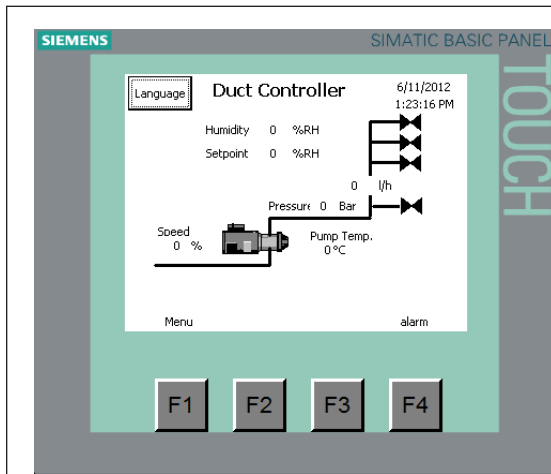 SIEMENS
SIMATIC BASIC PANEL
TOUCH
Language
Duct Controller
6/11/2012
1:23:16 PM
Humidity 0 %RH
Setpoint 0 %RH
0 l/h
Pressure 0 Bar
Speed
0 %
Pump Temp.
0 °C
Menu
alarm
F1
F2
F3
F4